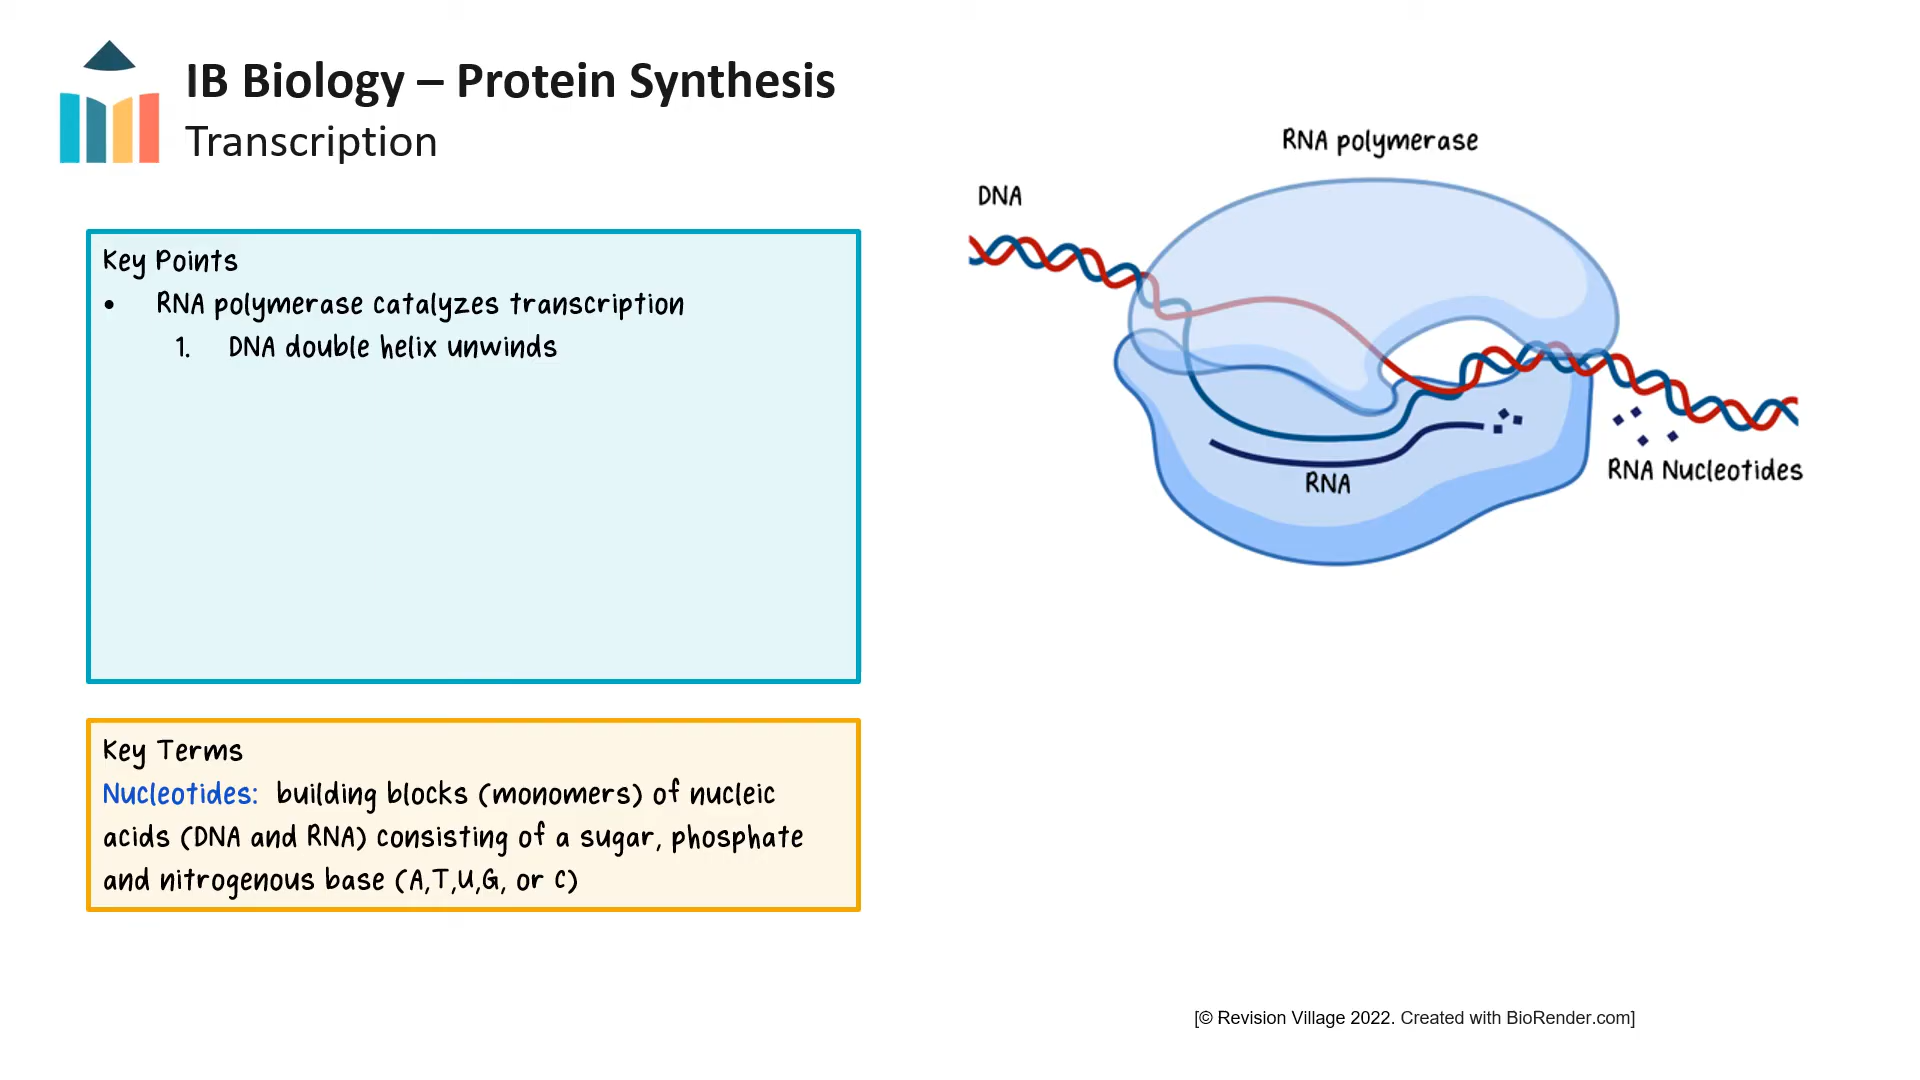 IB Biology – Protein Synthesis
Transcription
Key Points
• RNA polymerase catalyzes transcription
1. DNA double helix unwinds
Key Terms
Nucleotides: building blocks (monomers) of nucleic
acids (DNA and RNA) consisting of a sugar, phosphate
and nitrogenous base (A,T,U,G, or C)
RNA polymerase
DNA
RNA Nucleotides
RNA
[© Revision Village 2022. Created with BioRender.com]